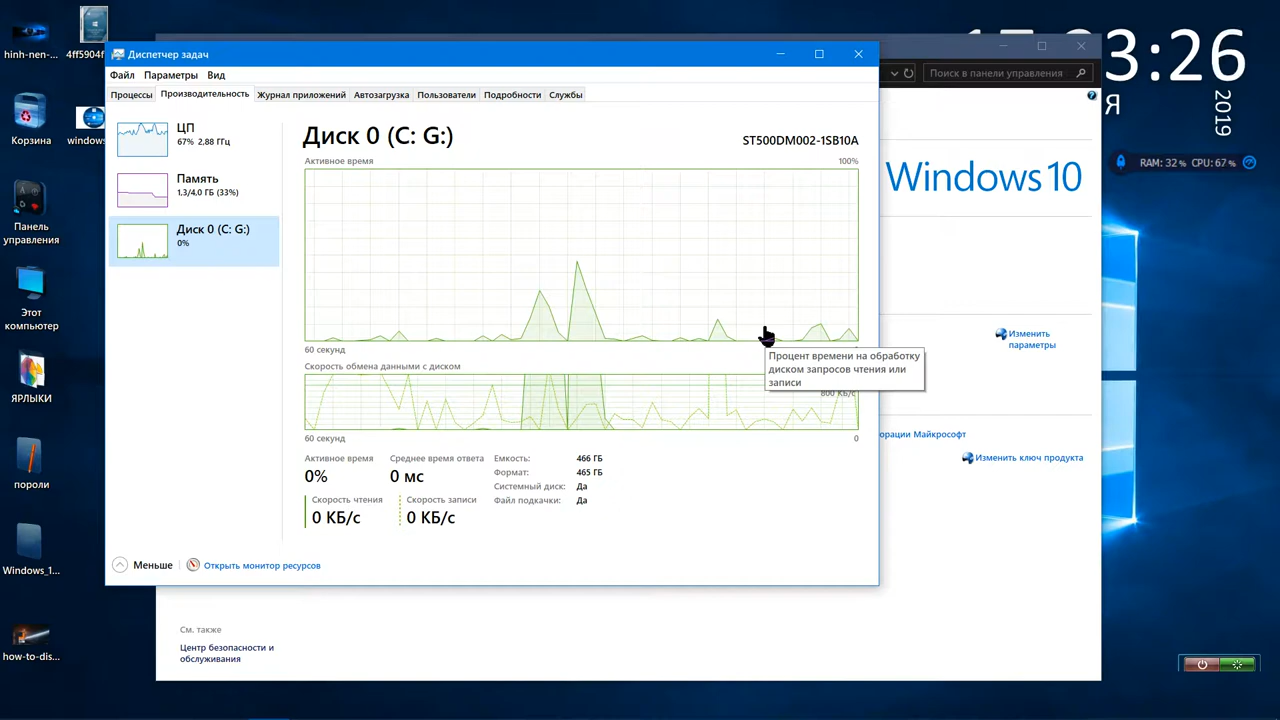 hinh-nen-...
4ff5904f
Корзина
windows
Панель
управления
Этот
компьютер
ЯРЛЫКИ
пороли
Windows_1...
how-to-dis...
Диспетчер задач
Файл Параметры Вид
Процессы Производительность Журнал приложений Автозагрузка Пользователи Подробности Службы
ЦП
67% 2,88 ГГц
Память
1,3/4,0 ГБ (33%)
Диск 0 (C: G:)
0%
Диск 0 (C: G:)
ST500DM002-1SB10A
Активное время
100%
60 секунд
Процент времени на обработку
диском запросов чтения или
записи
Скорость обмена данными с диском
800 КБ/с
60 секунд
0
Активное время
0%
Среднее время ответа
0 мс
Скорость чтения
0 КБ/с
Скорость записи
0 КБ/с
Емкость: 466 ГБ
Формат: 465 ГБ
Системный диск: Да
Файл подкачки: Да
Меньше
Открыть монитор ресурсов
Поиск в панели управления
Windows 10
Изменить
параметры
орации Майкрософт
Изменить ключ продукта
См. также
Центр безопасности и
обслуживания
3:26
Я
2019
RAM: 32% CPU: 67%